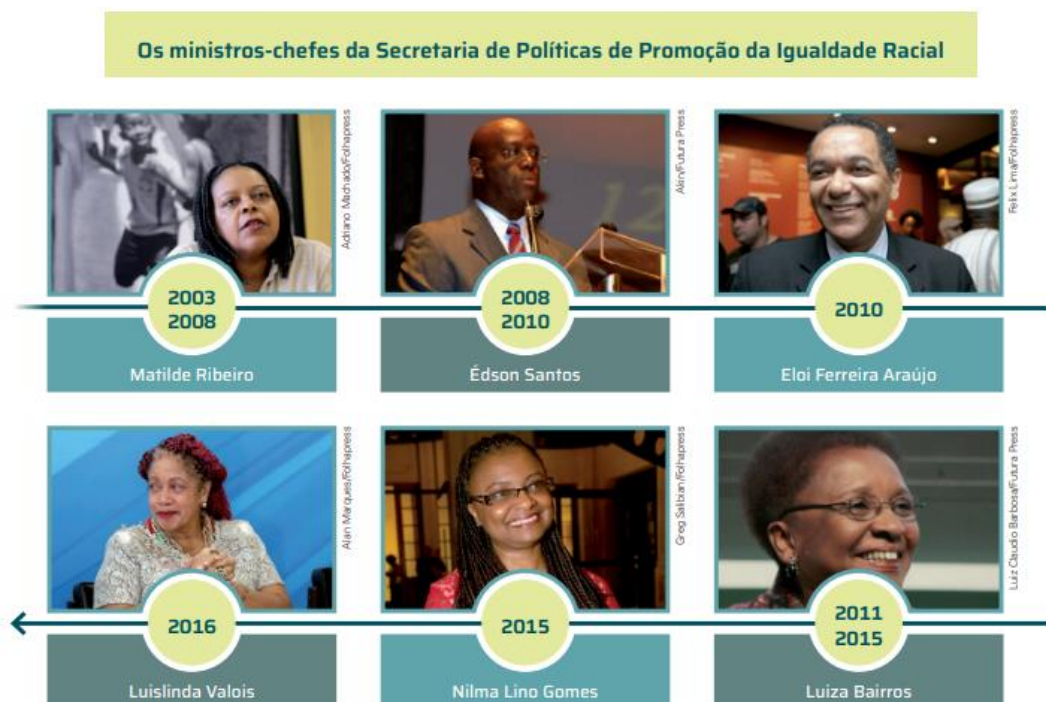 Os ministros-chefes da Secretaria de Políticas de Promoção da Igualdade Racial
Adriano Machado/Folhapress
2003
2008
Matilde Ribeiro
Akin/Futura Press
12
2008
2010
Édson Santos
Felix Lima/Folhapress
2010
Eloi Ferreira Araújo
Alan Marques/Folhapress
2016
Luislinda Valois
Greg Salibian/Folhapress
2015
Nilma Lino Gomes
Luiz Claudio Barbosa/Futura Press
2011
2015
Luiza Bairros